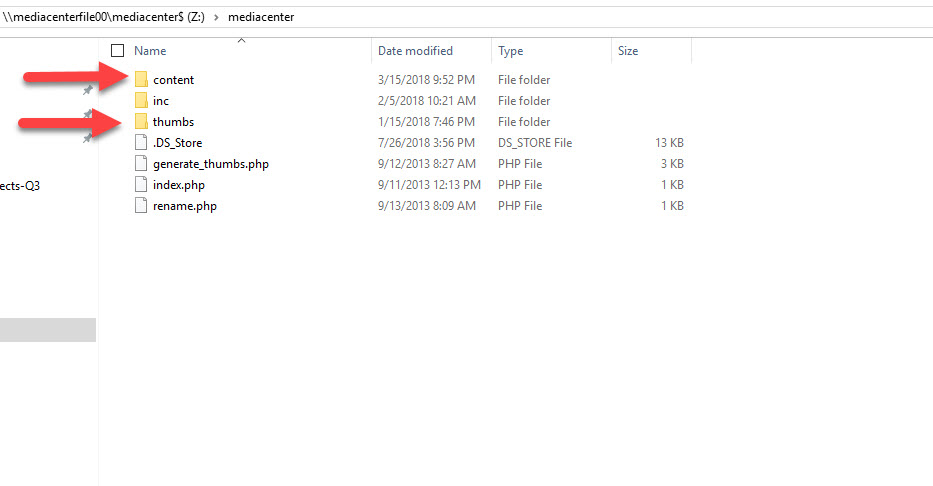 \\mediacenterfile00\mediacenter$ (Z:) > mediacenter
Name Date modified Type Size
content 3/15/2018 9:52 PM File folder
inc 2/5/2018 10:21 AM File folder
thumbs 1/15/2018 7:46 PM File folder
.DS_Store 7/26/2018 3:56 PM DS_STORE File 13 KB
generate_thumbs.php 9/12/2013 8:27 AM PHP File 3 KB
ects-Q3
index.php 9/11/2013 12:13 PM PHP File 1 KB
rename.php 9/13/2013 8:09 AM PHP File 1 KB